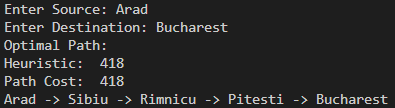 Enter Source: Arad
Enter Destination: Bucharest
Optimal Path:
Heuristic:  418
Path Cost:  418
Arad -> Sibiu -> Rimnicu -> Pitesti -> Bucharest